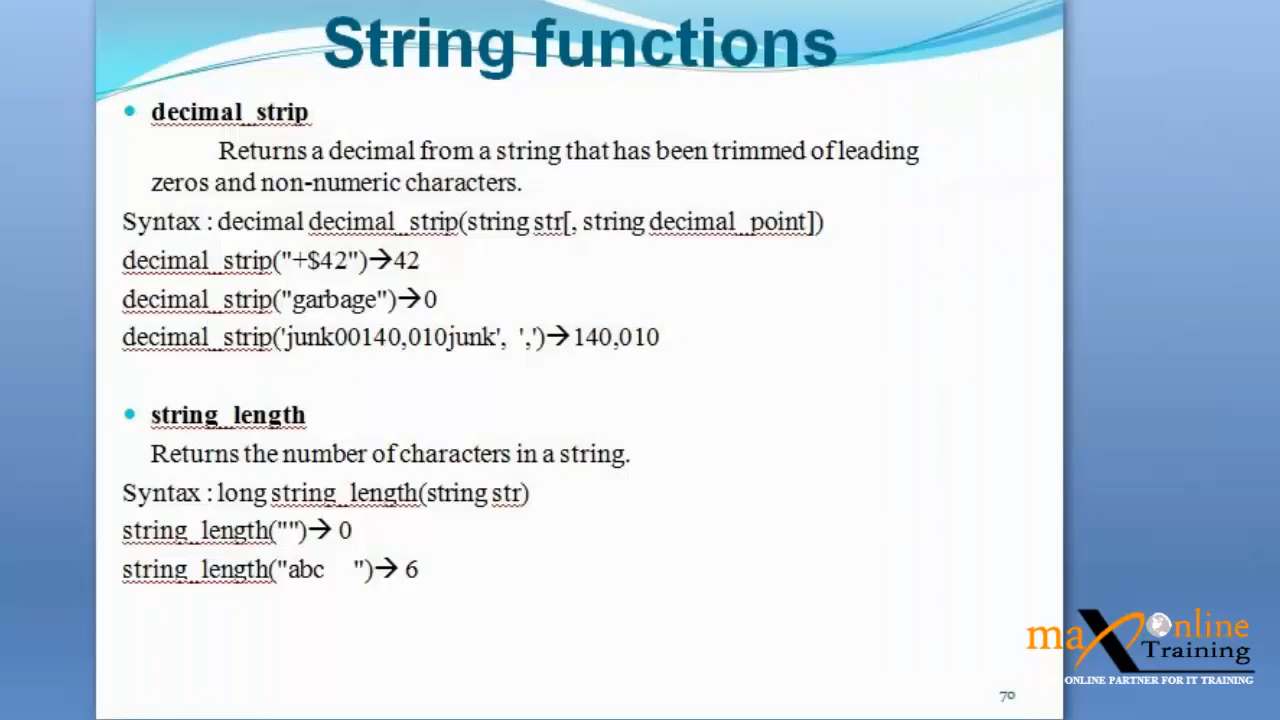 String functions
decimal_strip
Returns a decimal from a string that has been trimmed of leading
zeros and non-numeric characters.
Syntax : decimal decimal_strip(string str[, string decimal_point])
decimal_strip("+$42")→42
decimal_strip("garbage")→0
decimal_strip('junk00140,010junk', ',')→140,010
string_length
Returns the number of characters in a string.
Syntax : long string_length(string str)
string_length("")→ 0
string_length("abc   ")→ 6
maX Online
Training
ONLINE PARTNER FOR IT TRAINING
70